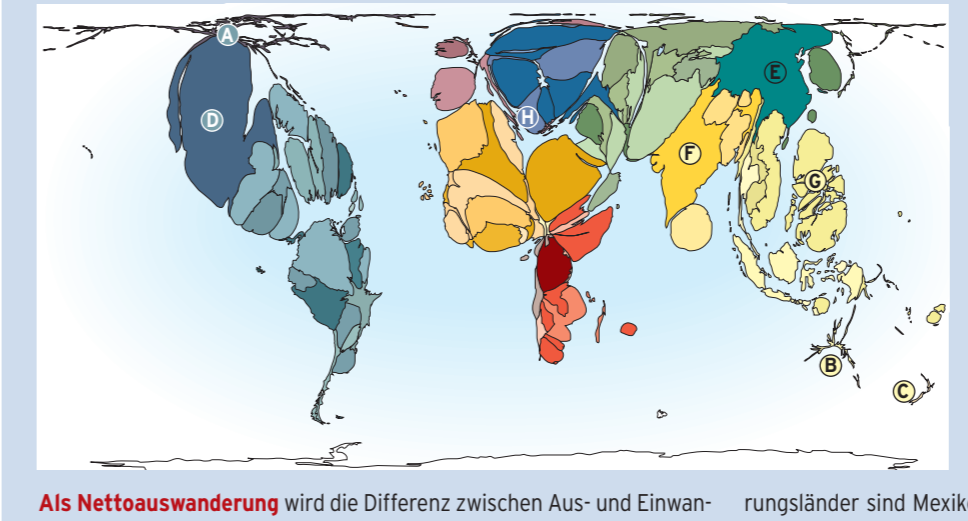 A
D
H
E
F
G
B
C
Als Nettoauswanderung wird die Differenz zwischen Aus- und Einwan-
rungsländer sind Mexik